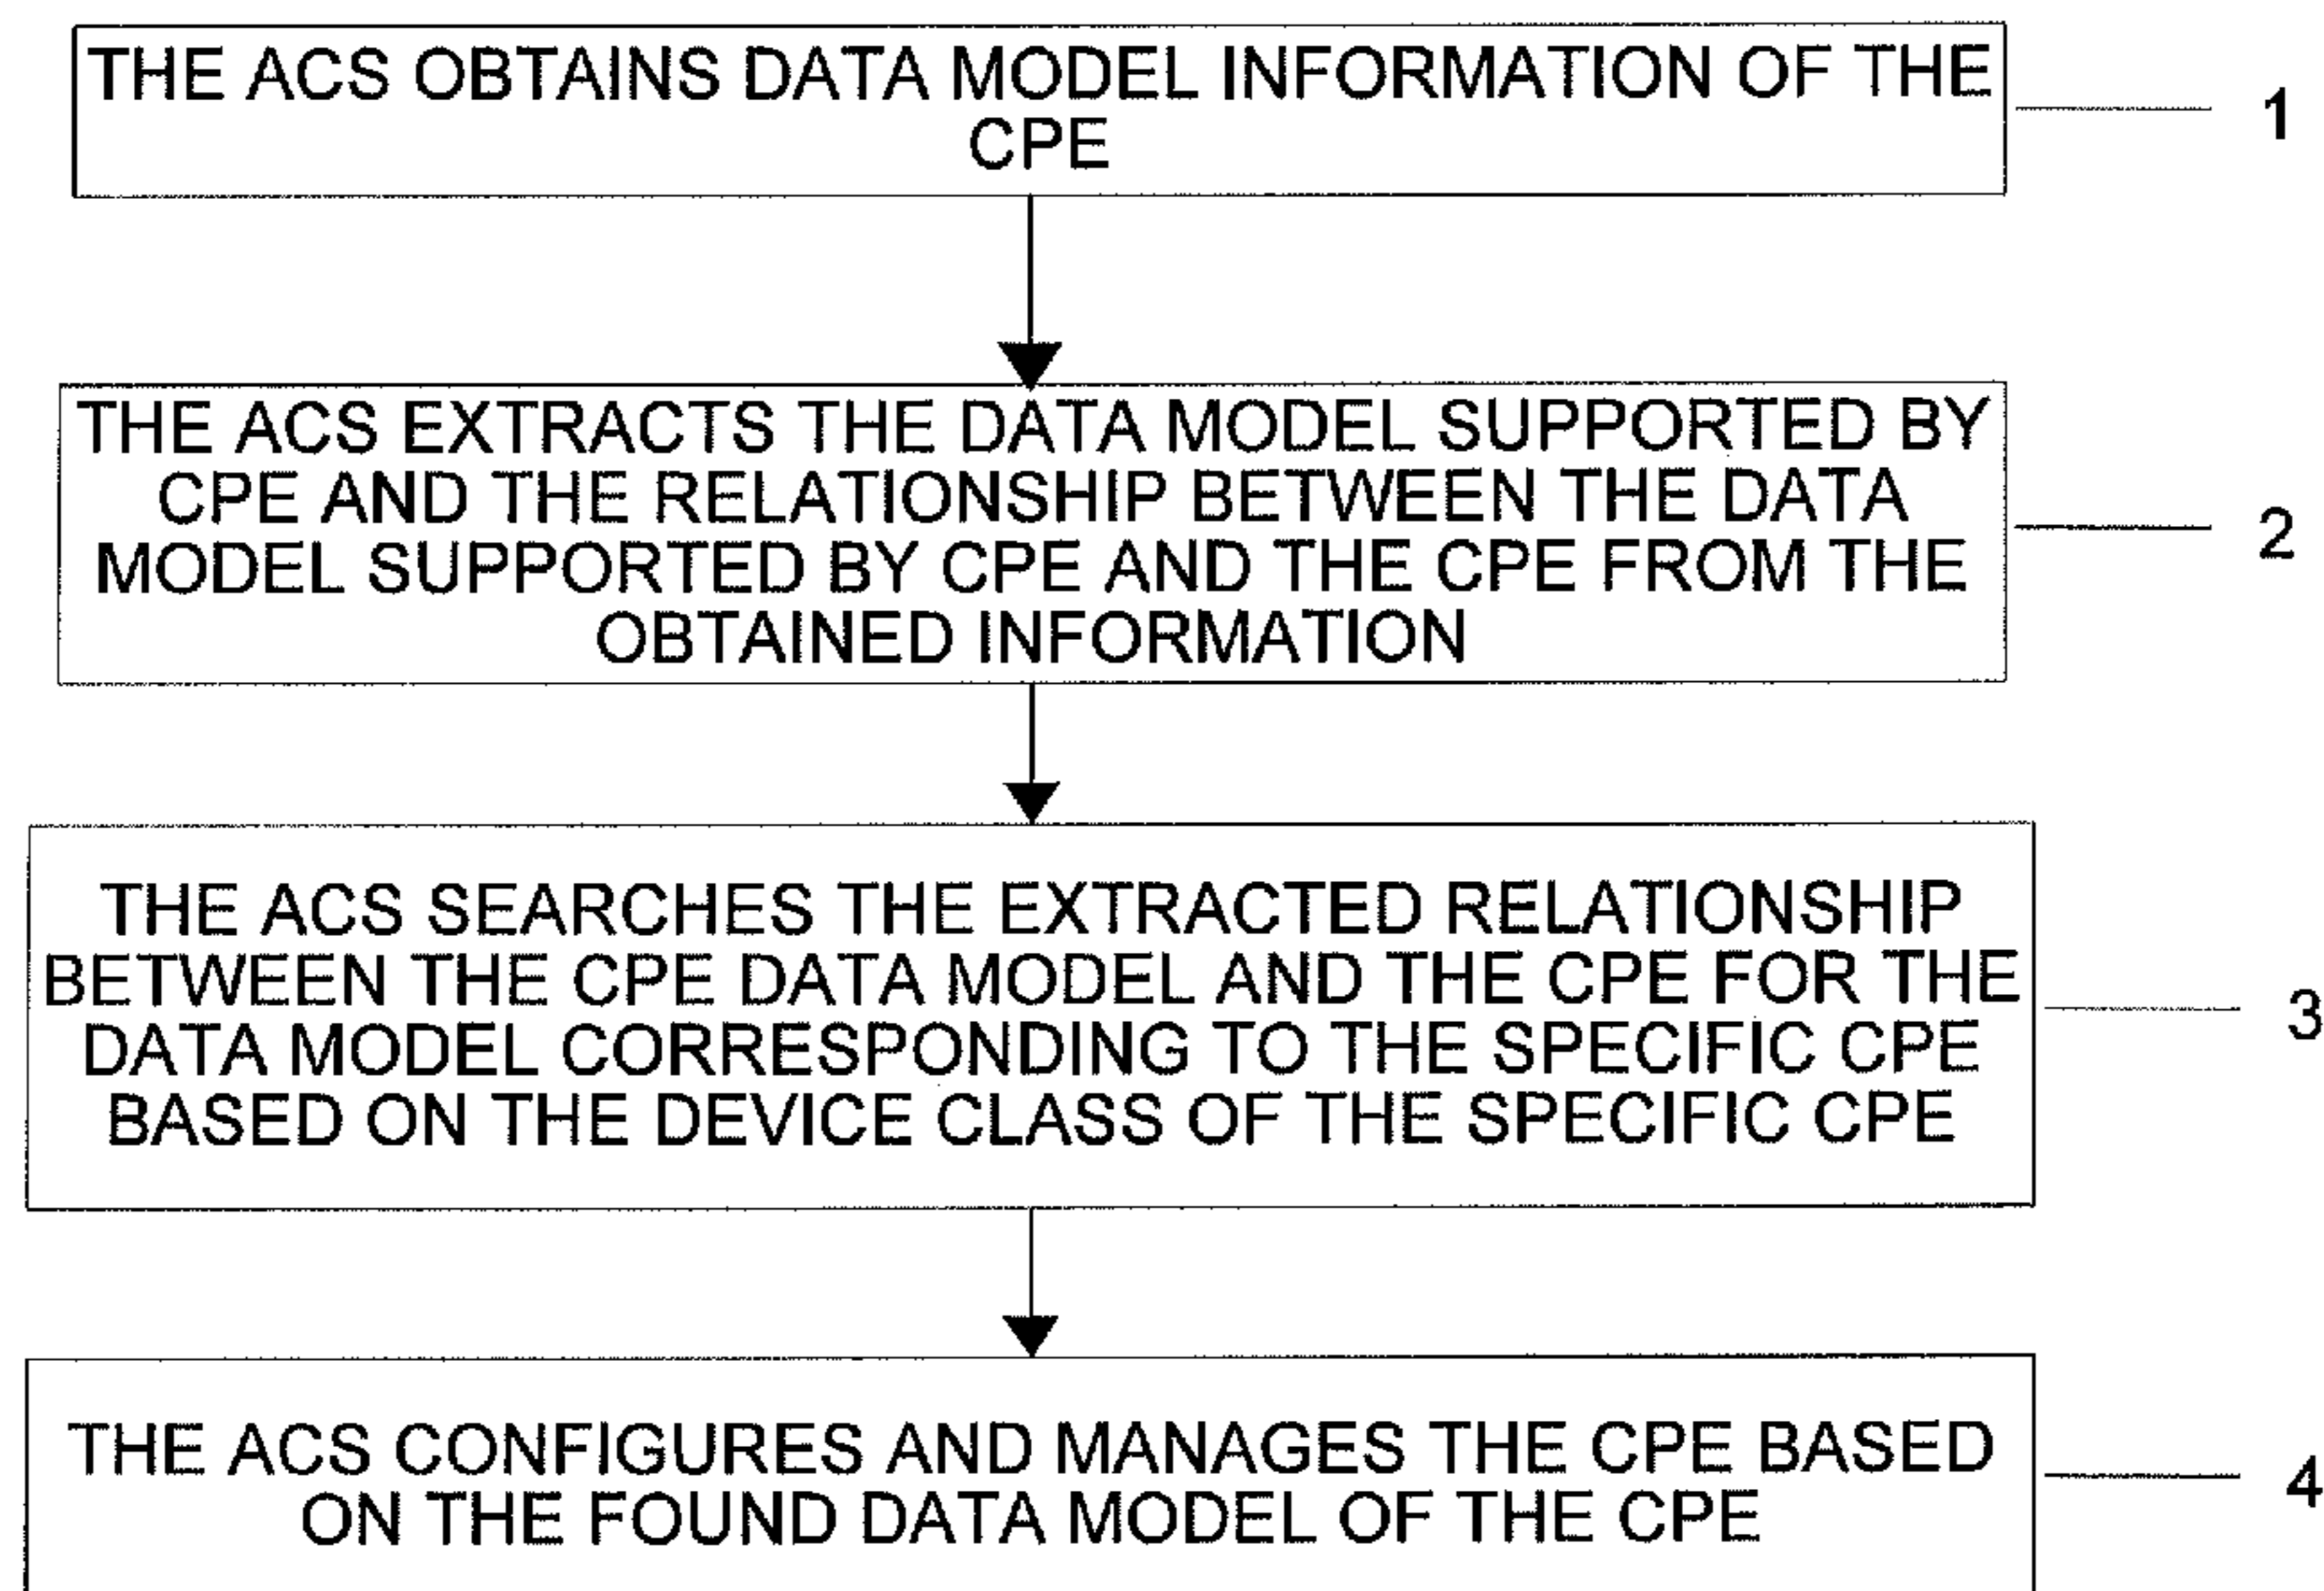 THE ACS OBTAINS DATA MODEL INFORMATION OF THE
CPE
1
THE ACS EXTRACTS THE DATA MODEL SUPPORTED BY
CPE AND THE RELATIONSHIP BETWEEN THE DATA
MODEL SUPPORTED BY CPE AND THE CPE FROM THE
OBTAINED INFORMATION
2
THE ACS SEARCHES THE EXTRACTED RELATIONSHIP
BETWEEN THE CPE DATA MODEL AND THE CPE FOR THE
DATA MODEL CORRESPONDING TO THE SPECIFIC CPE
BASED ON THE DEVICE CLASS OF THE SPECIFIC CPE
3
THE ACS CONFIGURES AND MANAGES THE CPE BASED
ON THE FOUND DATA MODEL OF THE CPE
4